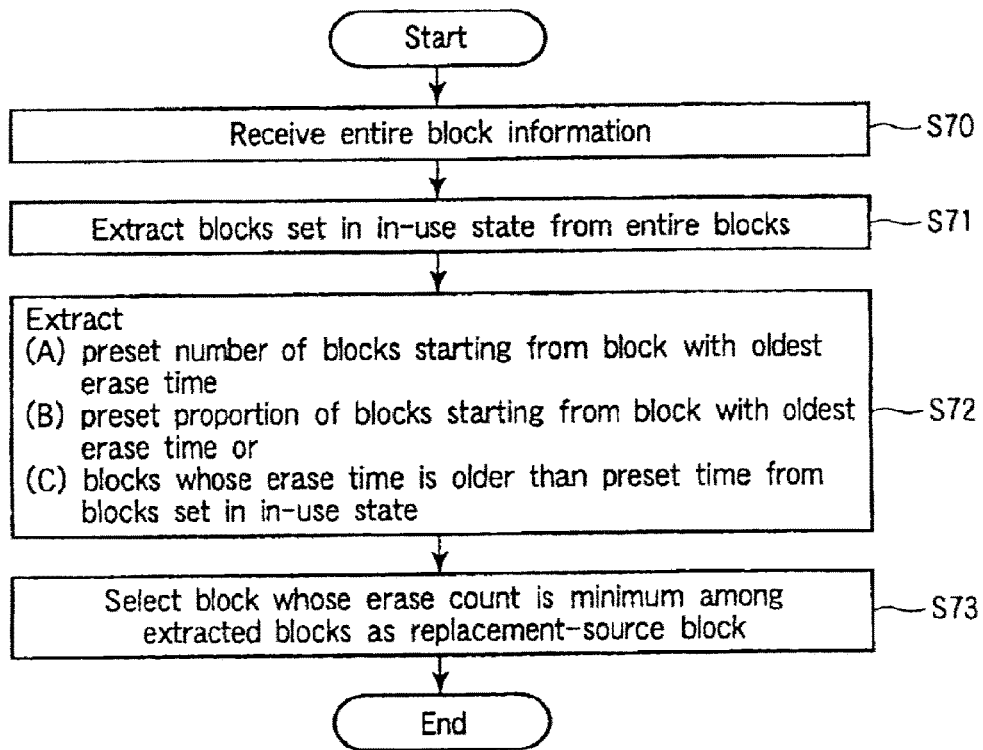 Start
Receive entire block information
S70
Extract blocks set in in-use state from entire blocks
S71
Extract
(A) preset number of blocks starting from block with oldest
erase time
(B) preset proportion of blocks starting from block with oldest
erase time or
(C) blocks whose erase time is older than preset time from
blocks set in in-use state
S72
Select block whose erase count is minimum among
extracted blocks as replacement-source block
S73
End